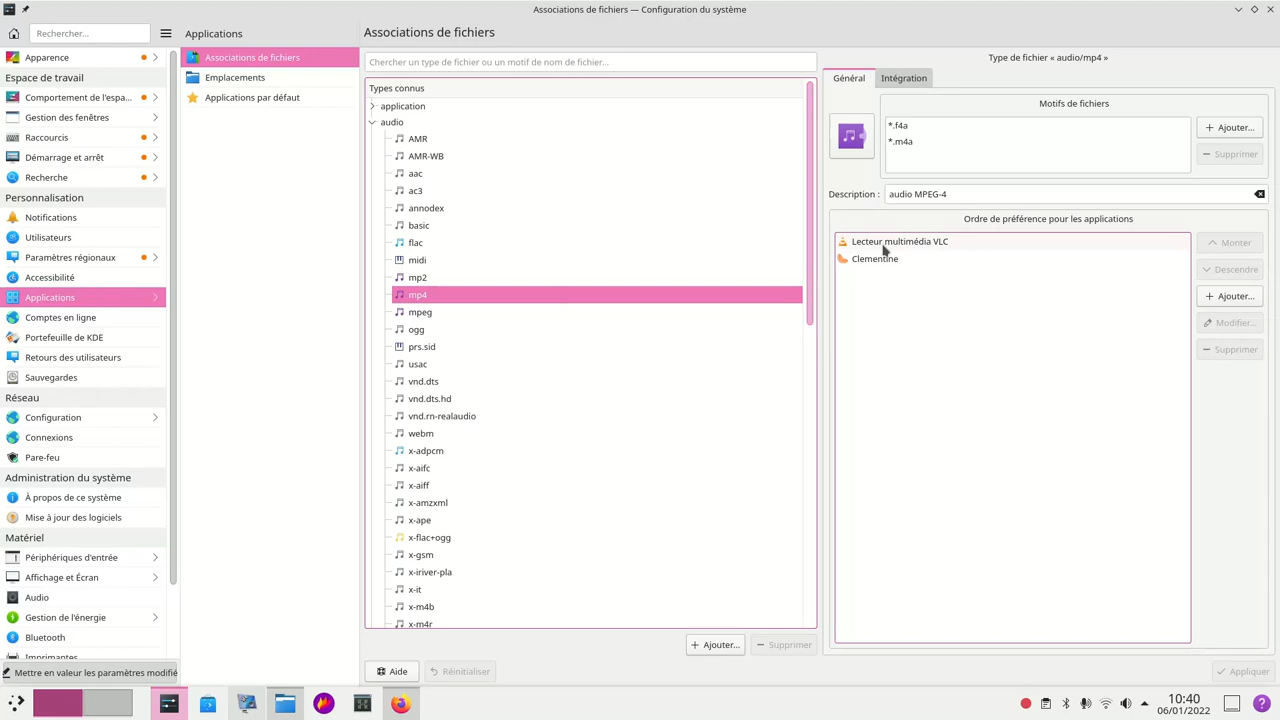 Associations de fichiers — Configuration du système
Rechercher...
Apparence
Espace de travail
Comportement de l'espa...
Gestion des fenêtres
Raccourcis
Démarrage et arrêt
Recherche
Personnalisation
Notifications
Utilisateurs
Paramètres régionaux
Accessibilité
Applications
Comptes en ligne
Portefeuille de KDE
Retours des utilisateurs
Sauvegardes
Réseau
Configuration
Connexions
Pare-feu
Administration du système
À propos de ce système
Mise à jour des logiciels
Matériel
Périphériques d'entrée
Affichage et Écran
Audio
Gestion de l'énergie
Bluetooth
Imprimantes
Mettre en valeur les paramètres modifié
Applications
Associations de fichiers
Emplacements
Applications par défaut
Associations de fichiers
Chercher un type de fichier ou un motif de nom de fichier...
Types connus
application
audio
AMR
AMR-WB
aac
ac3
annodex
basic
flac
midi
mp2
mp4
mpeg
ogg
prs.sid
usac
vnd.dts
vnd.dts.hd
vnd.rn-realaudio
webm
x-adpcm
x-aifc
x-aiff
x-amzxml
x-ape
x-flac+ogg
x-gsm
x-iriver-pla
x-it
x-m4b
x-m4r
Ajouter...
Supprimer
Aide
Réinitialiser
Type de fichier « audio/mp4 »
Général
Intégration
Motifs de fichiers
*.f4a
*.m4a
Ajouter...
Supprimer
Description :
audio MPEG-4
Ordre de préférence pour les applications
Lecteur multimédia VLC
Clementine
Monter
Descendre
Ajouter...
Modifier...
Supprimer
Appliquer
10:40
06/01/2022